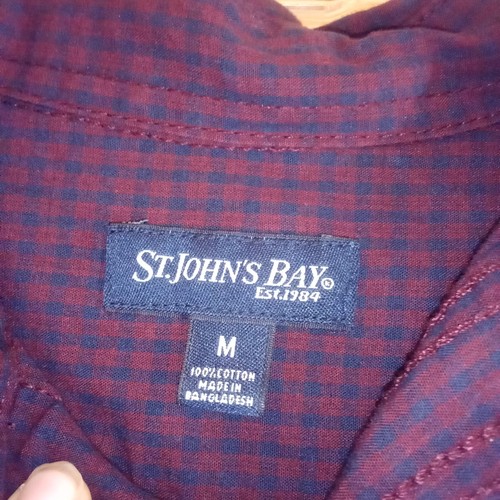 ST. JOHN'S BAY®
Est. 1984
M
100% COTTON
MADE IN
BANGLADESH